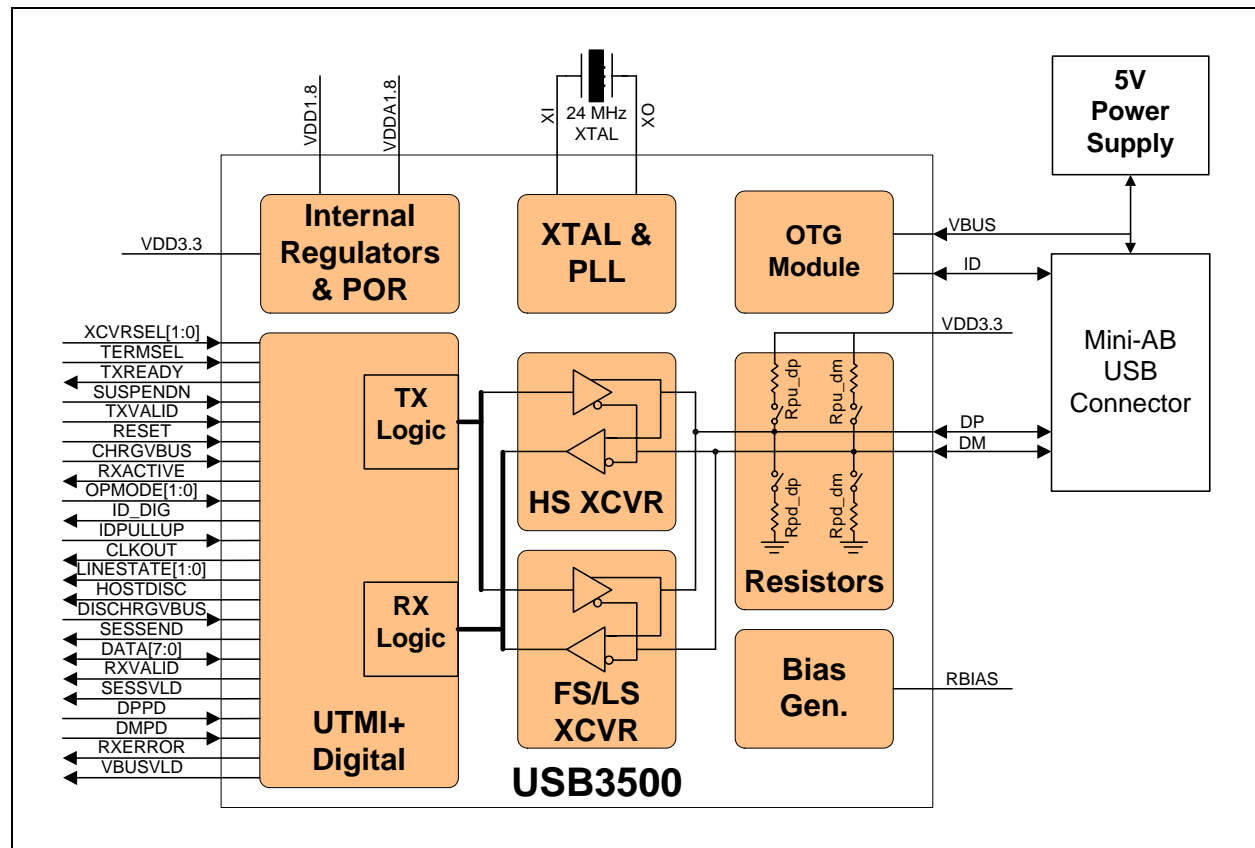 VDD1.8
VDDA1.8
XI
24 MHz
XTAL
XO
5V
Power
Supply
Internal
Regulators
& POR
XTAL &
PLL
OTG
Module
VDD3.3
VBUS
ID
VDD3.3
Mini-AB
USB
Connector
XCVRSEL[1:0]
TERMSEL
TXREADY
SUSPENDN
TXVALID
RESET
CHRGVBUS
RXACTIVE
OPMODE[1:0]
ID_DIG
IDPULLUP
CLKOUT
LINESTATE[1:0]
HOSTDISC
DISCHRGVBUS
SESSEND
DATA[7:0]
RXVALID
SESSVLD
DPPD
DMPD
RXERROR
VBUSVLD
TX
Logic
RX
Logic
UTMI+
Digital
HS XCVR
FS/LS
XCVR
Rpu_dp
Rpu_dm
Rpd_dp
Rpd_dm
Resistors
DP
DM
Bias
Gen.
RBIAS
USB3500